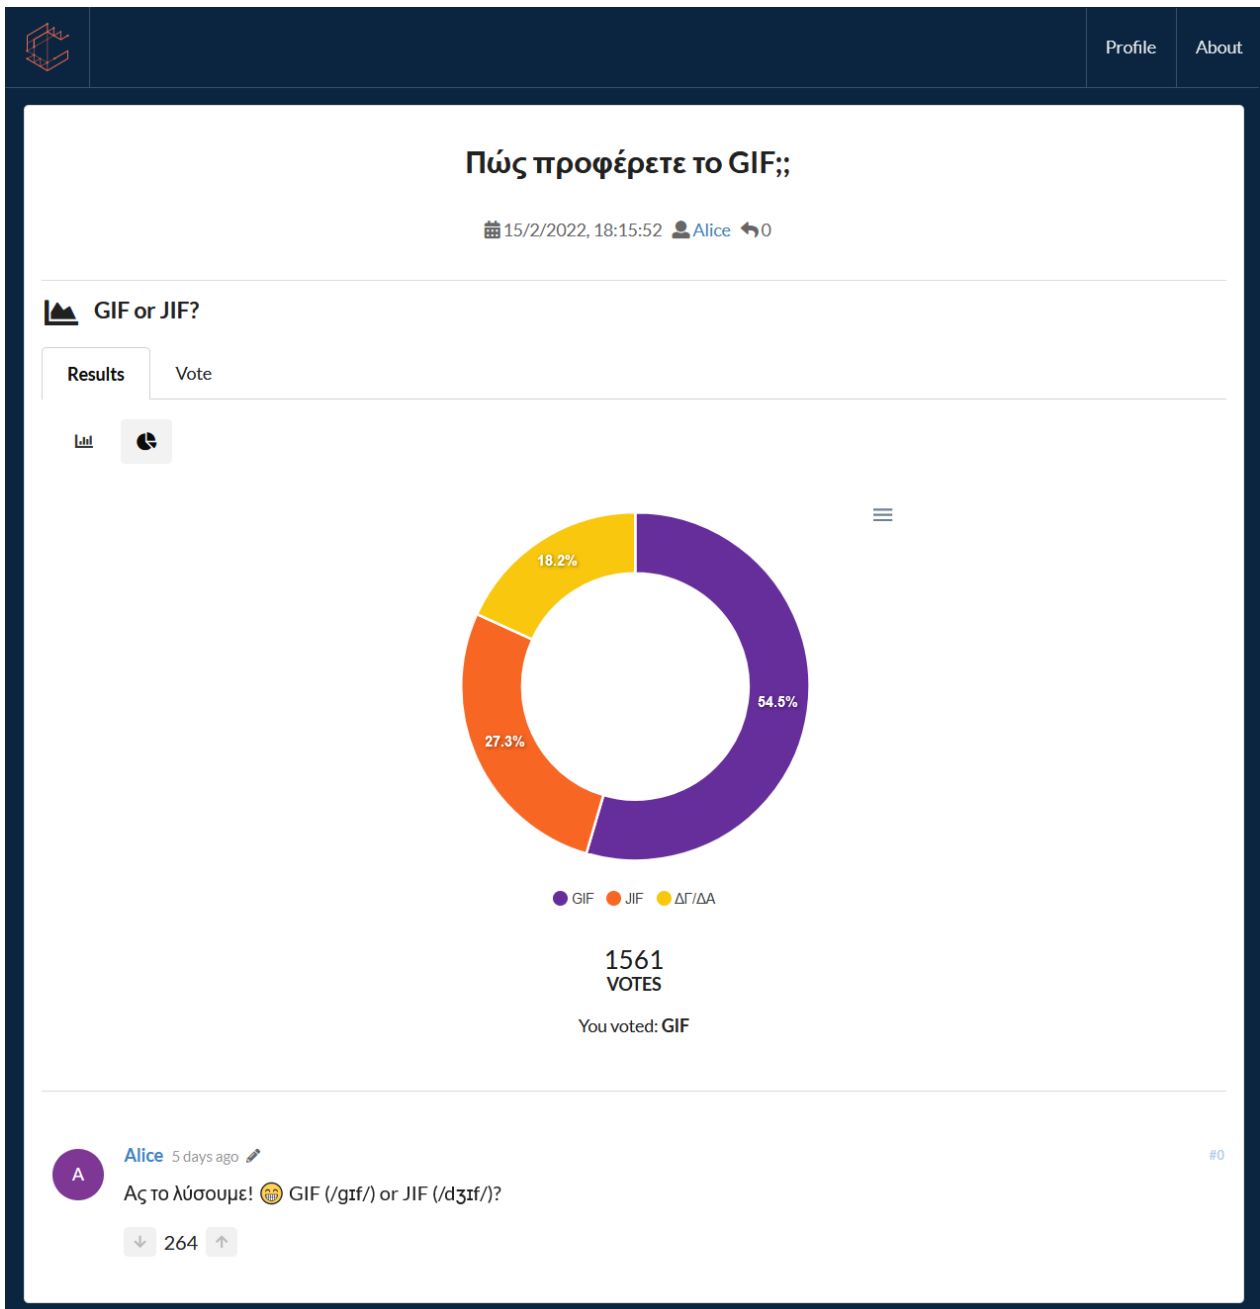 Profile About
Πώς προφέρετε το GIF;;
15/2/2022, 18:15:52 Alice 0
GIF or JIF?
Results Vote
18.2%
54.5%
27.3%
GIF JIF ΔΓ/ΔΑ
1561
VOTES
You voted: GIF
Alice 5 days ago #0
A
Ας το λύσουμε! 😁 GIF (/gɪf/) or JIF (/dʒɪf/)?
264